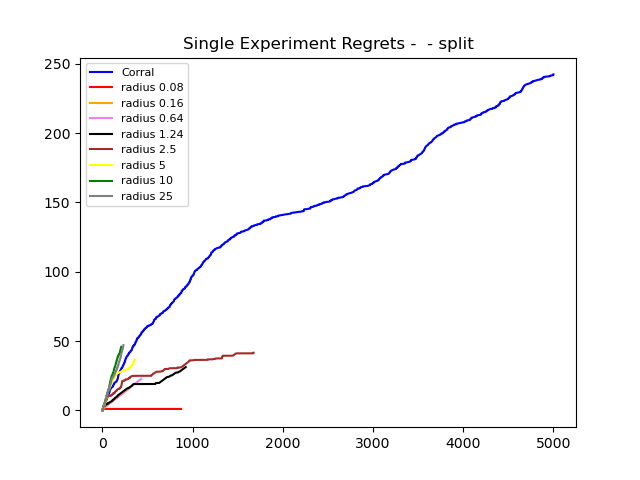 Single Experiment Regrets -  - split
250
200
150
100
50
0
Corral
radius 0.08
radius 0.16
radius 0.64
radius 1.24
radius 2.5
radius 5
radius 10
radius 25
0 1000 2000 3000 4000 5000